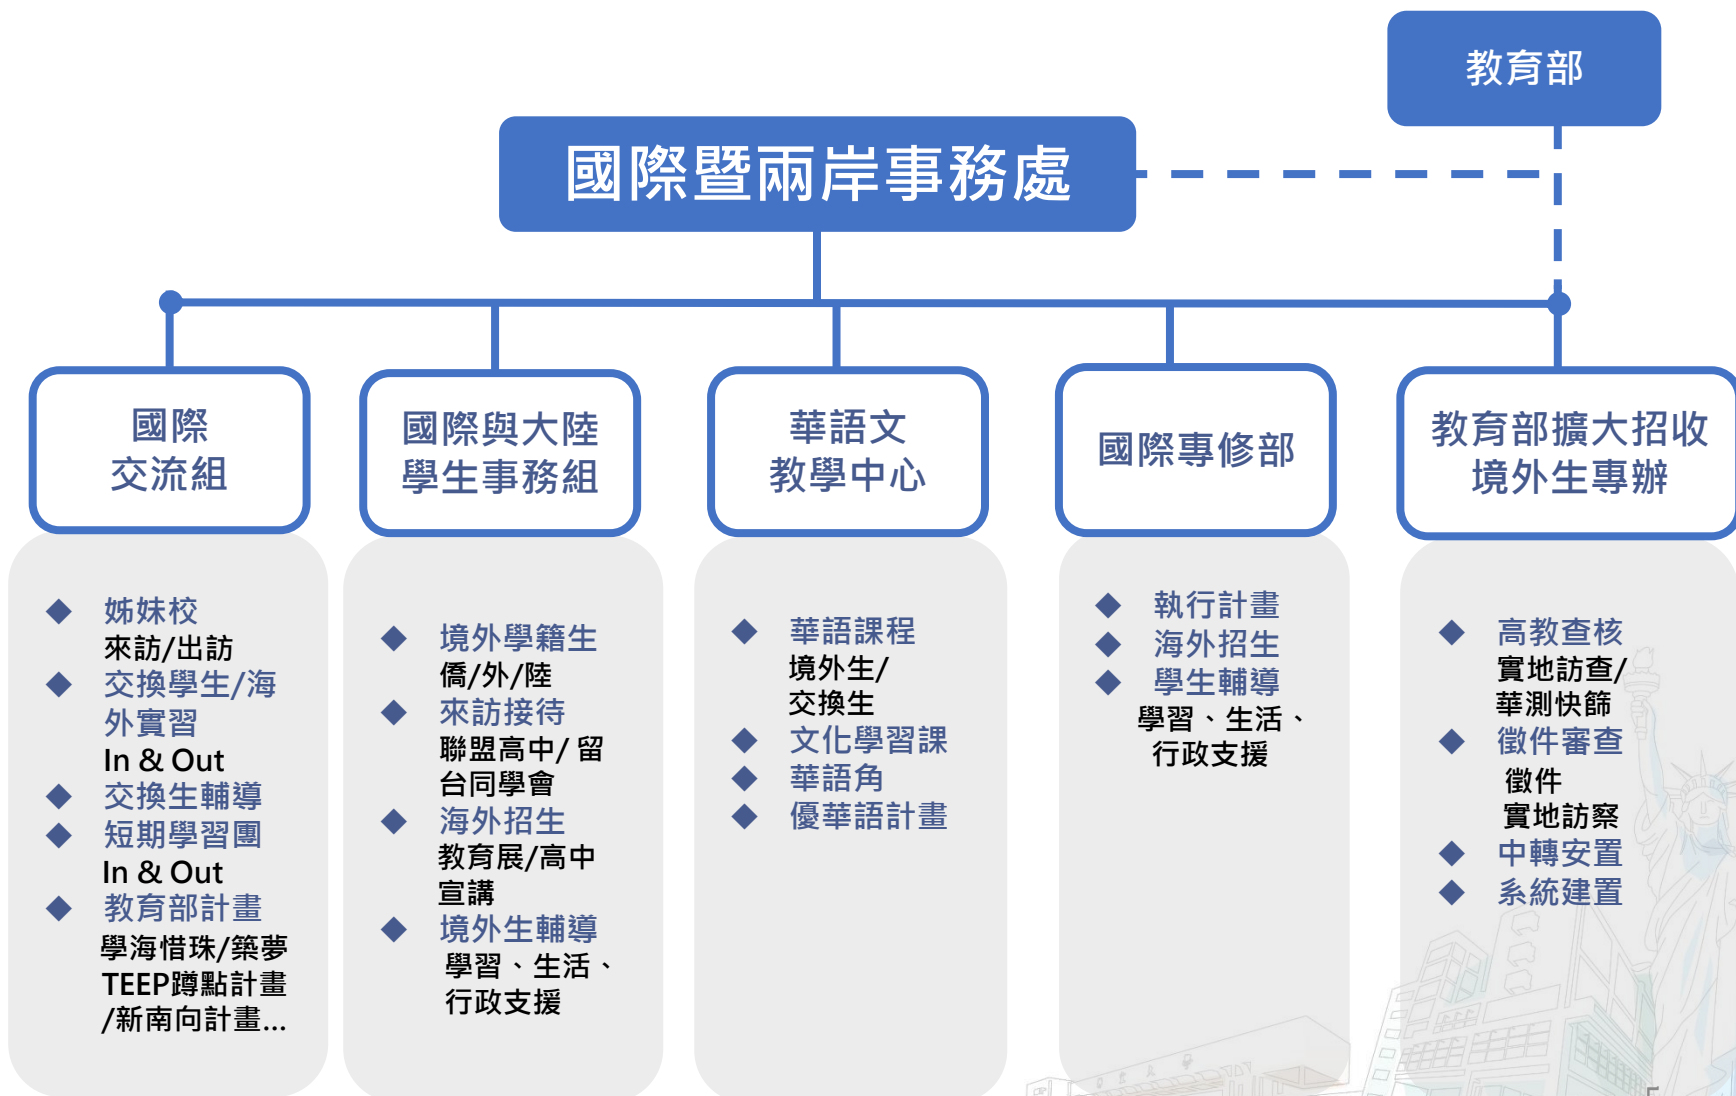 教育部
國際暨兩岸事務處
國際
交流組
國際與大陸
學生事務組
華語文
教學中心
國際專修部
教育部擴大招收
境外生專辦
◆ 姊妹校
來訪/出訪
◆ 交換學生/海
外實習
In & Out
◆ 交換生輔導
◆ 短期學習團
In & Out
◆ 教育部計畫
學海惜珠/築夢
TEEP蹲點計畫
/新南向計畫...
◆ 境外學籍生
僑/外/陸
◆ 來訪接待
聯盟高中/ 留
台同學會
◆ 海外招生
教育展/高中
宣講
◆ 境外生輔導
學習、生活、
行政支援
◆ 華語課程
境外生/
交換生
◆ 文化學習課
◆ 華語角
◆ 優華語計畫
◆ 執行計畫
◆ 海外招生
◆ 學生輔導
學習、生活、
行政支援
◆ 高教查核
實地訪查/
華測快篩
◆ 徵件審查
徵件
實地訪察
◆ 中轉安置
◆ 系統建置